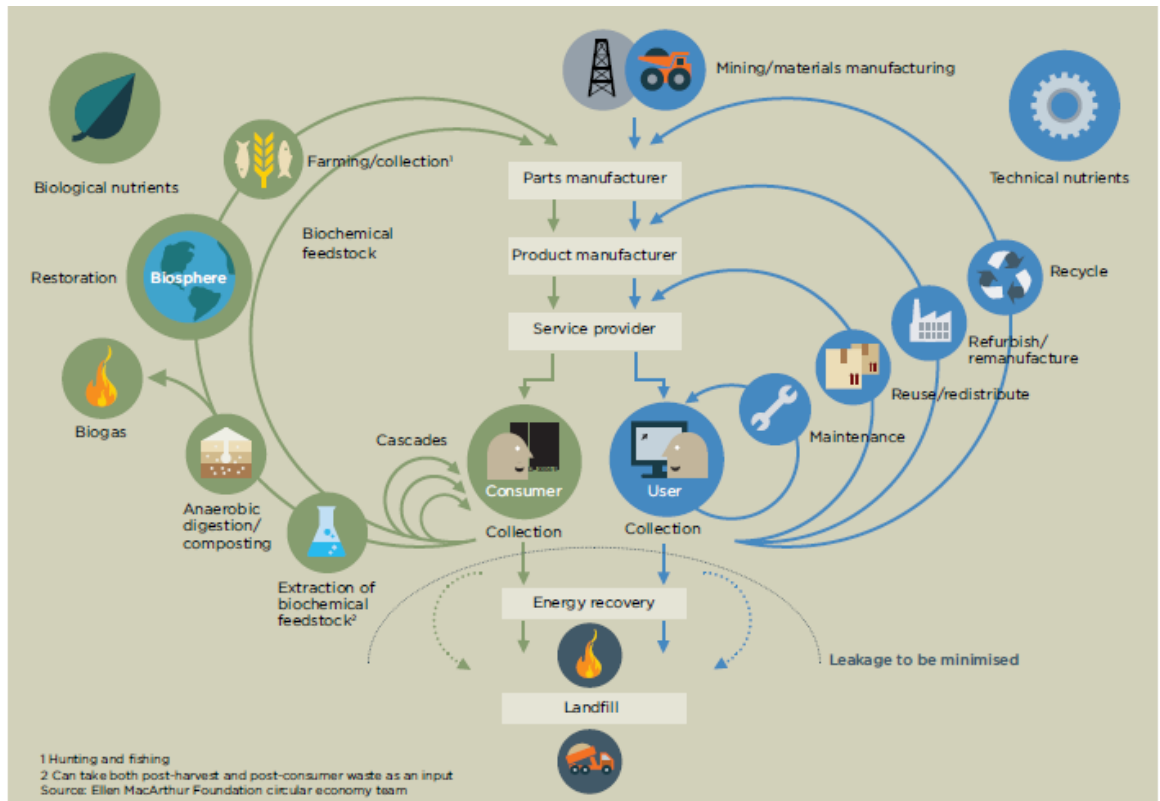 Mining/materials manufacturing
Biological nutrients
Technical nutrients
Farming/collection¹
Parts manufacturer
Biochemical
feedstock
Product manufacturer
Restoration
Biosphere
Recycle
Service provider
Refurbish/
remanufacture
Reuse/redistribute
Biogas
Cascades
Maintenance
Consumer
User
Anaerobic
digestion/
composting
Collection
Collection
Extraction of
biochemical
feedstock²
Energy recovery
Leakage to be minimised
Landfill
1 Hunting and fishing
2 Can take both post-harvest and post-consumer waste as an input
Source: Ellen MacArthur Foundation circular economy team